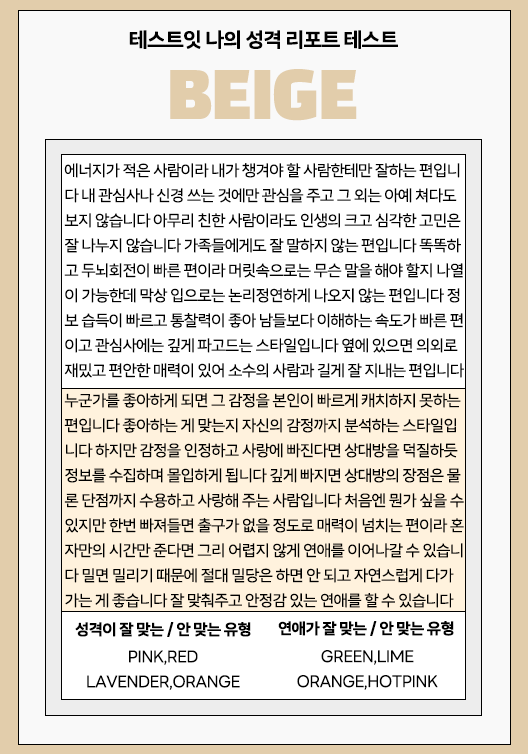 테스트잇 나의 성격 리포트 테스트
BEIGE
에너지가 적은 사람이라 내가 챙겨야 할 사람한테만 잘하는 편입니
다 내 관심사나 신경 쓰는 것에만 관심을 주고 그 외는 아예 쳐다도
보지 않습니다 아무리 친한 사람이라도 인생의 크고 심각한 고민은
잘 나누지 않습니다 가족들에게도 잘 말하지 않는 편입니다 똑똑하
고 두뇌회전이 빠른 편이라 머릿속으로는 무슨 말을 해야 할지 나열
이 가능한데 막상 입으로는 논리정연하게 나오지 않는 편입니다 정
보 습득이 빠르고 통찰력이 좋아 남들보다 이해하는 속도가 빠른 편
이고 관심사에는 깊게 파고드는 스타일입니다 옆에 있으면 의외로
재밌고 편안한 매력이 있어 소수의 사람과 길게 잘 지내는 편입니다
누군가를 좋아하게 되면 그 감정을 본인이 빠르게 캐치하지 못하는
편입니다 좋아하는 게 맞는지 자신의 감정까지 분석하는 스타일입
니다 하지만 감정을 인정하고 사랑에 빠진다면 상대방을 덕질하듯
정보를 수집하며 몰입하게 됩니다 깊게 빠지면 상대방의 장점은 물
론 단점까지 수용하고 사랑해 주는 사람입니다 처음엔 뭔가 싶을 수
있지만 한번 빠져들면 출구가 없을 정도로 매력이 넘치는 편이라 혼
자만의 시간만 준다면 그리 어렵지 않게 연애를 이어나갈 수 있습니
다 밀면 밀리기 때문에 절대 밀당은 하면 안 되고 자연스럽게 다가
가는 게 좋습니다 잘 맞춰주고 안정감 있는 연애를 할 수 있습니다
성격이 잘 맞는 / 안 맞는 유형 연애가 잘 맞는 / 안 맞는 유형
PINK,RED GREEN,LIME
LAVENDER,ORANGE ORANGE,HOTPINK